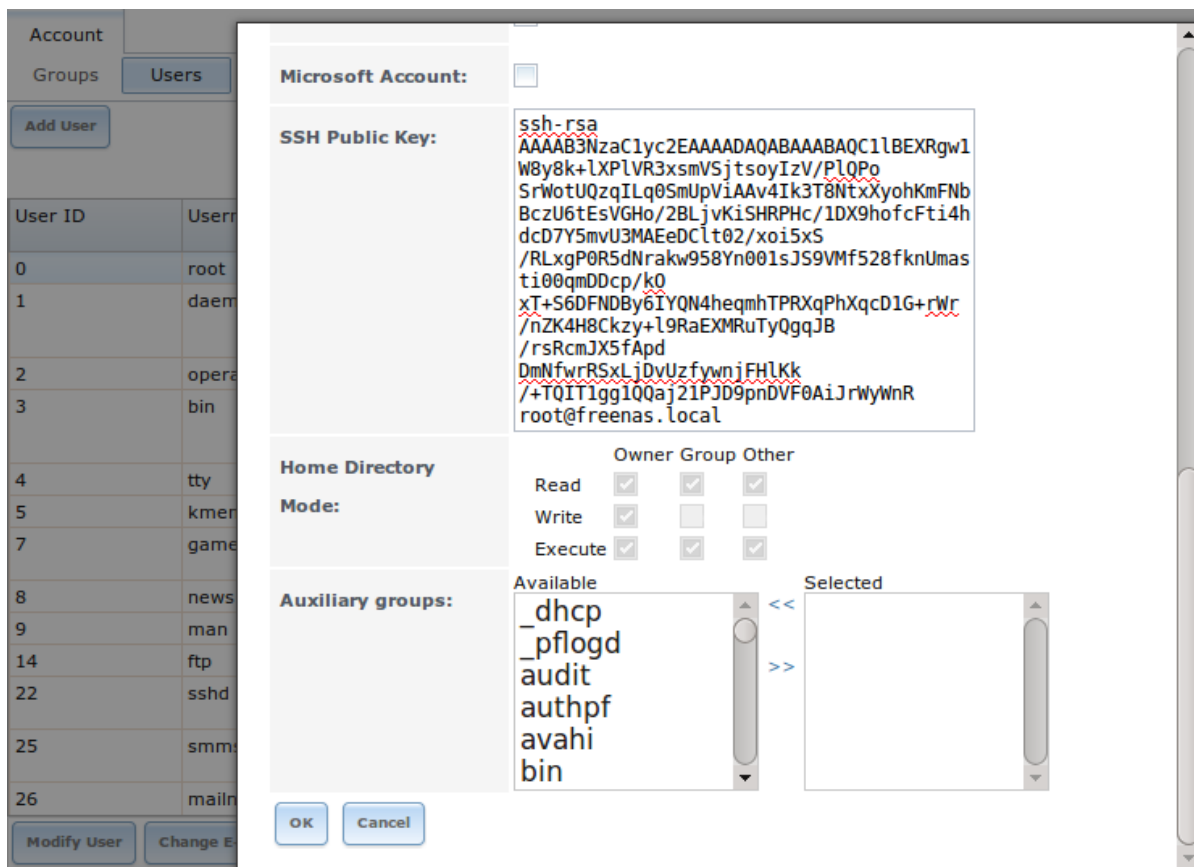 Account
Groups Users
Add User
User ID Usern
0 root
1 daem
2 opera
3 bin
4 tty
5 kmer
7 game
8 news
9 man
14 ftp
22 sshd
25 smms
26 mailn
Modify User Change E-
Microsoft Account:
SSH Public Key:
ssh-rsa
AAAAB3NzaC1yc2EAAAADAQABAAABAQC1lBEXRgw1
W8y8k+lXPlVR3xsmVSjtsoyIzV/PlQPo
SrWotUQzqILq0SmUpViAAv4Ik3T8NtxXyohKmFNb
BczU6tEsVGHo/2BLjvKiSHRPHc/1DX9hofcFti4h
dcD7Y5mvU3MAEeDClt02/xoi5xS
/RLxgP0R5dNrakw958Yn001sJS9VMf528fknUmas
ti00qmDDcp/kO
xT+S6DFNDBy6IYQN4heqmhTPRXqPhXqcD1G+rWr
/nZK4H8Ckzy+l9RaEXMRuTyQgqJB
/rsRcmJX5fApd
DmNfwrRSxLjDvUzfywnjFHlKk
/+TQIT1gg1QQaj21PJD9pnDVF0AiJrWyWnR
root@freenas.local
Home Directory
Mode:
Owner Group Other
Read
Write
Execute
Auxiliary groups:
Available Selected
_dhcp
_pflogd
audit
authpf
avahi
bin
<<
>>
OK Cancel